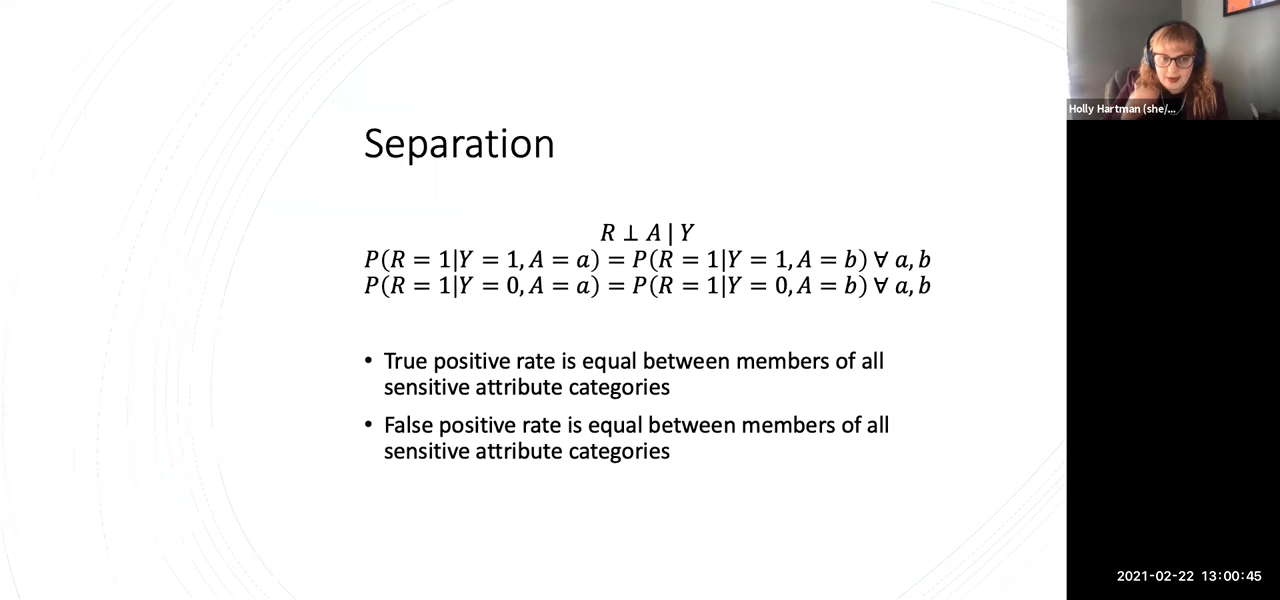 Separation
R ⊥ A | Y
P(R = 1|Y = 1, A = a) = P(R = 1|Y = 1, A = b) ∀ a, b
P(R = 1|Y = 0, A = a) = P(R = 1|Y = 0, A = b) ∀ a, b
• True positive rate is equal between members of all
sensitive attribute categories
• False positive rate is equal between members of all
sensitive attribute categories
Holly Hartman (she/...
2021-02-22 13:00:45